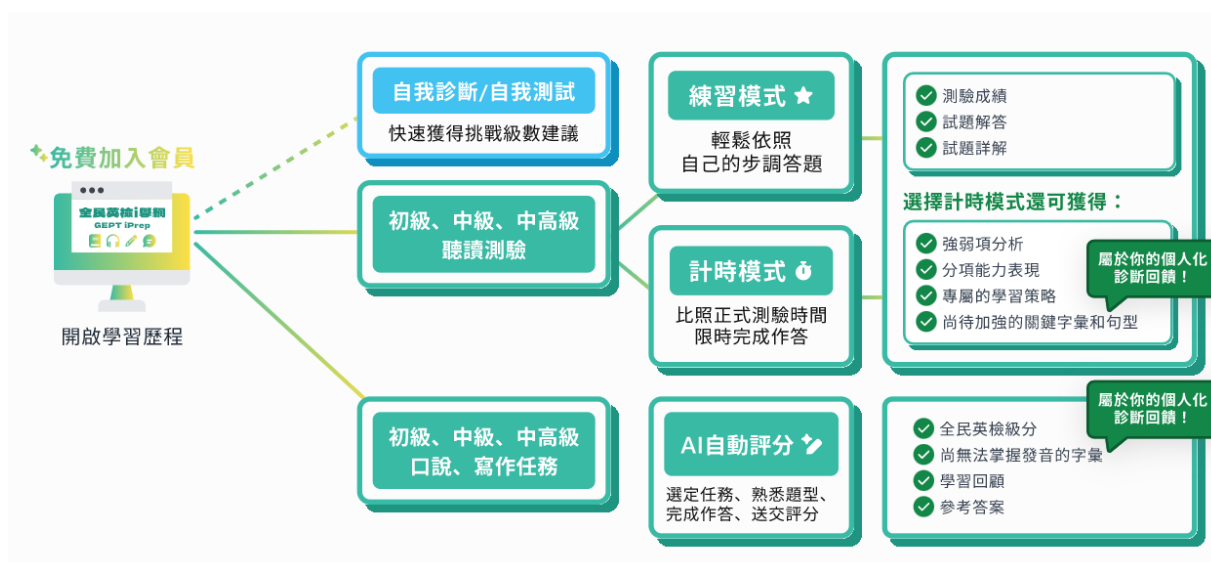 免費加入會員
全民英檢i學網
GEPT iPrep
開啟學習歷程
自我診斷/自我測試
快速獲得挑戰級數建議
初級、中級、中高級
聽讀測驗
初級、中級、中高級
口說、寫作任務
練習模式
輕鬆依照
自己的步調答題
計時模式
比照正式測驗時間
限時完成作答
AI自動評分
選定任務、熟悉題型、
完成作答、送交評分
測驗成績
試題解答
試題詳解
選擇計時模式還可獲得：
強弱項分析
分項能力表現
專屬的學習策略
尚待加強的關鍵字彙和句型
屬於你的個人化
診斷回饋！
全民英檢級分
尚無法掌握發音的字彙
學習回顧
參考答案
屬於你的個人化
診斷回饋！